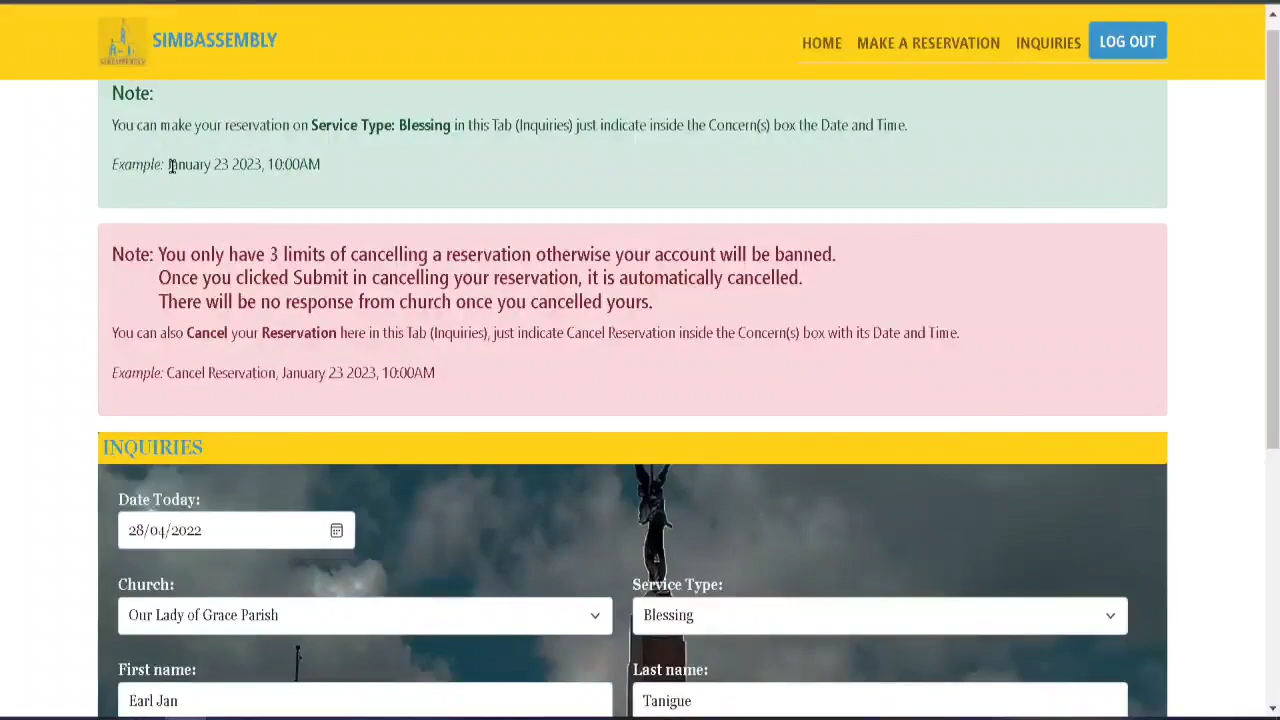 SIMBASSEMBLY
HOME MAKE A RESERVATION INQUIRIES LOG OUT
Note:
You can make your reservation on Service Type: Blessing in this Tab (Inquiries) just indicate inside the Concern(s) box the Date and Time.
Example: January 23 2023, 10:00AM
Note: You only have 3 limits of cancelling a reservation otherwise your account will be banned.
Once you clicked Submit in cancelling your reservation, it is automatically cancelled.
There will be no response from church once you cancelled yours.
You can also Cancel your Reservation here in this Tab (Inquiries), just indicate Cancel Reservation inside the Concern(s) box with its Date and Time.
Example: Cancel Reservation, January 23 2023, 10:00AM
INQUIRIES
Date Today:
28/04/2022
Church: Service Type:
Our Lady of Grace Parish Blessing
First name: Last name:
Earl Jan Tanigue